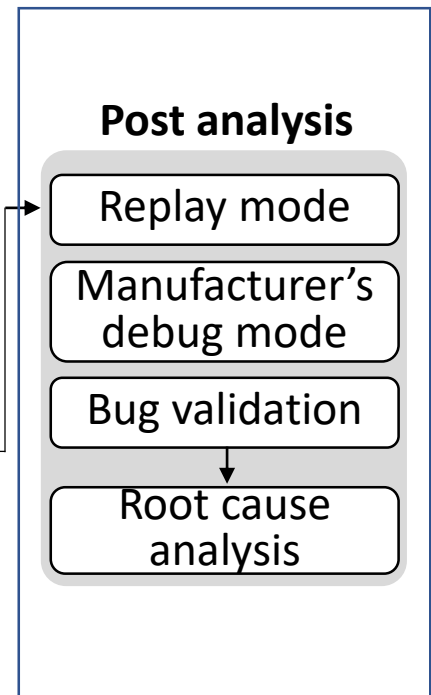 Post analysis
Replay mode
Manufacturer’s
debug mode
Bug validation
Root cause
analysis